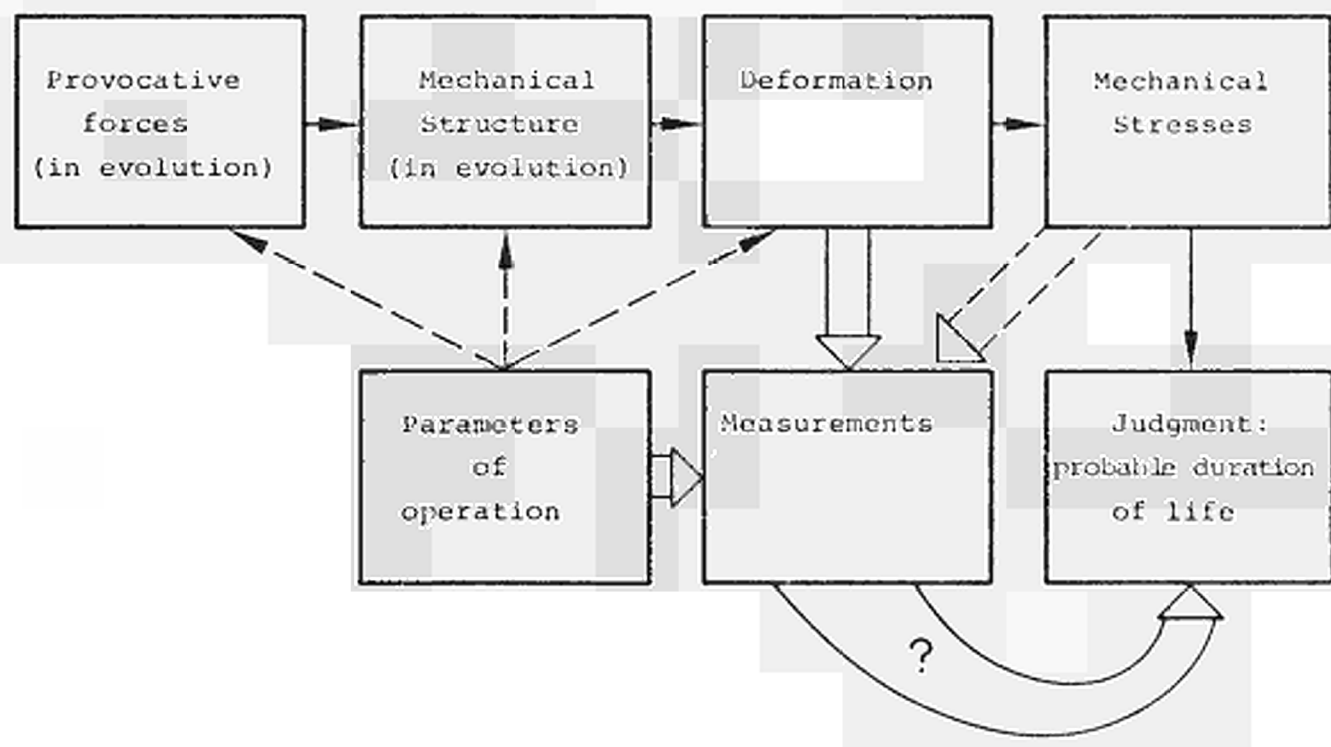 Provocative
forces
(in evolution)
Mechanical
Structure
(in evolution)
Deformation
Mechanical
Stresses
Parameters
of
operation
Measurements
Judgment:
probable duration
of life
?